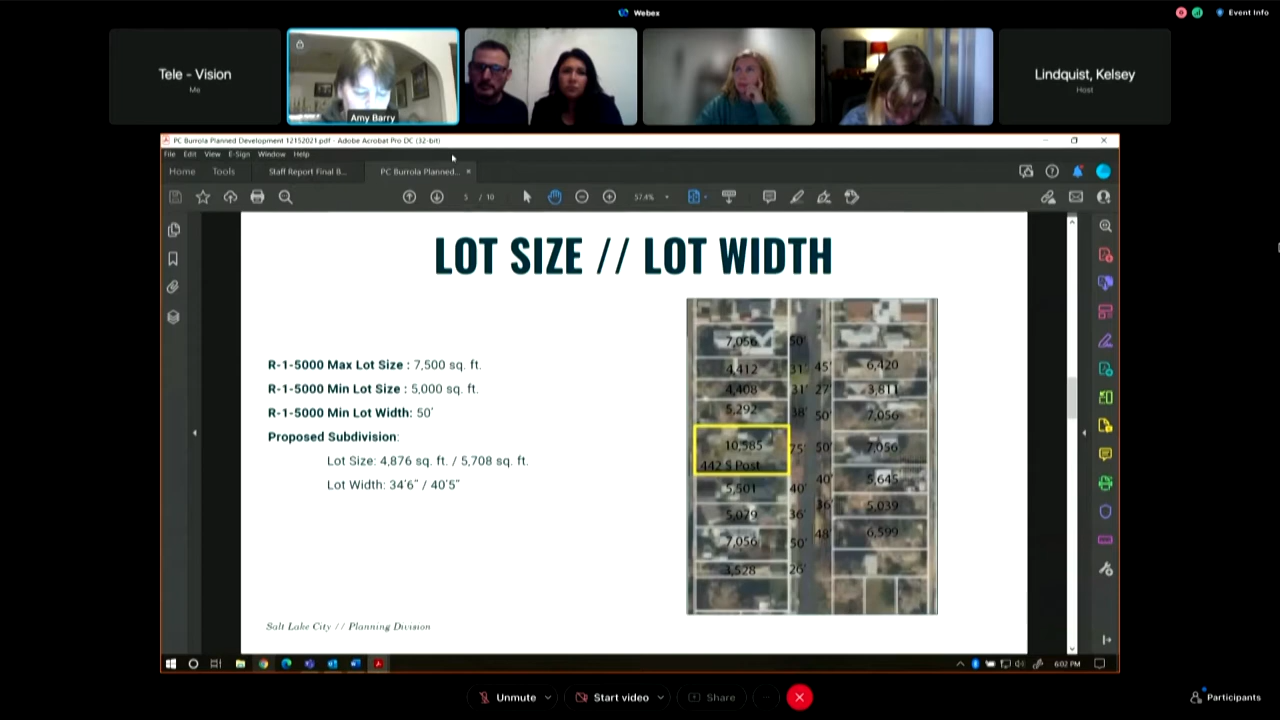 Webex
Event Info
Tele - Vision
Me
Amy Barry
Lindquist, Kelsey
Host
PC Burrola Planned Development 12152021.pdf - Adobe Acrobat Pro DC (32-bit)
File Edit View E-Sign Window Help
Home Tools Staff Report Final B... PC Burrola Planned... ×
5 / 10 57.4%
LOT SIZE // LOT WIDTH
R-1-5000 Max Lot Size : 7,500 sq. ft.
R-1-5000 Min Lot Size : 5,000 sq. ft.
R-1-5000 Min Lot Width: 50'
Proposed Subdivision:
Lot Size: 4,876 sq. ft. / 5,708 sq. ft.
Lot Width: 34'6" / 40'5"
7,056 50'
4,412 31' 45' 6,420
4,408 31' 27' 3,811
5,292 38' 50' 7,056
10,585 75' 50' 7,056
442 S Post
5,501 40' 40' 5,645
5,079 36' 36' 5,039
7,056 50' 48' 6,599
3,528 26'
Salt Lake City // Planning Division
6:02 PM
Unmute Start video Share
Participants